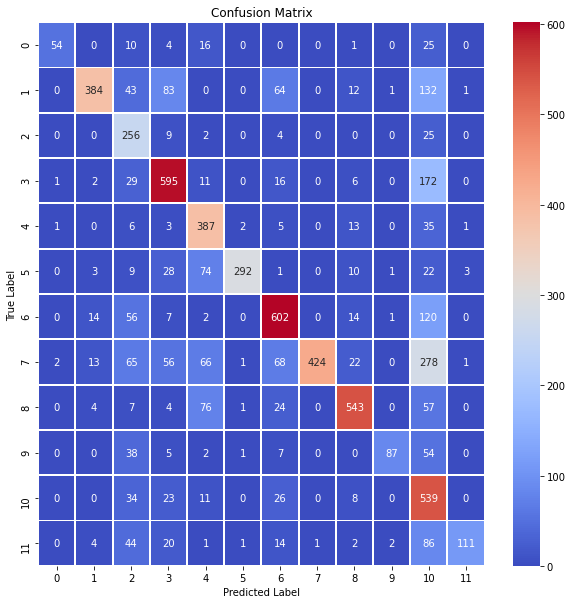 Confusion Matrix
0 54 0 10 4 16 0 0 0 1 0 25 0
1 0 384 43 83 0 0 64 0 12 1 132 1
2 0 0 256 9 2 0 4 0 0 0 25 0
3 1 2 29 595 11 0 16 0 6 0 172 0
4 1 0 6 3 387 2 5 0 13 0 35 1
5 0 3 9 28 74 292 1 0 10 1 22 3
6 0 14 56 7 2 0 602 0 14 1 120 0
7 2 13 65 56 66 1 68 424 22 0 278 1
8 0 4 7 4 76 1 24 0 543 0 57 0
9 0 0 38 5 2 1 7 0 0 87 54 0
10 0 0 34 23 11 0 26 0 8 0 539 0
11 0 4 44 20 1 1 14 1 2 2 86 111
0 1 2 3 4 5 6 7 8 9 10 11
True Label
Predicted Label
600
500
400
300
200
100
0